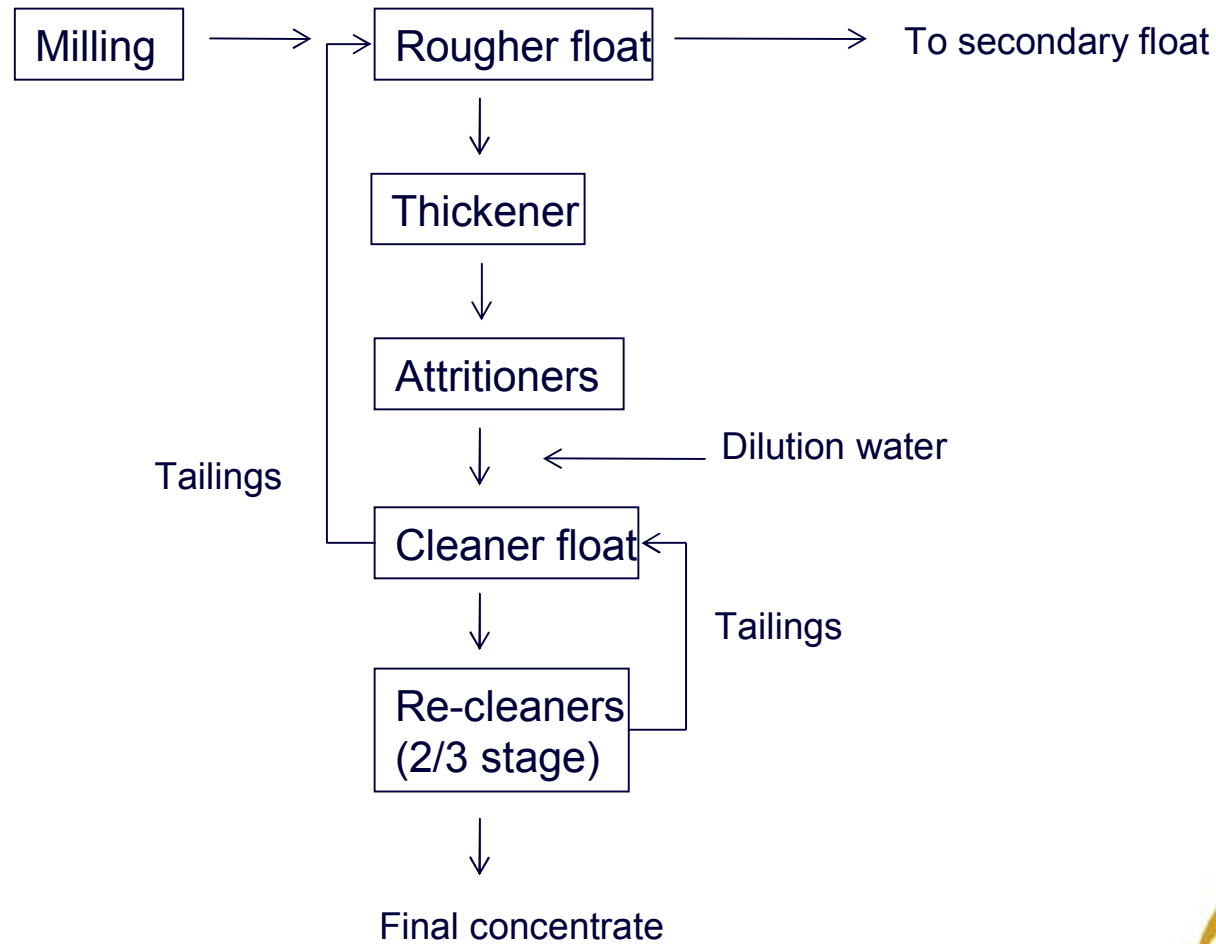 Milling
Rougher float
To secondary float
Thickener
Attritioners
Dilution water
Tailings
Cleaner float
Tailings
Re-cleaners
(2/3 stage)
Final concentrate